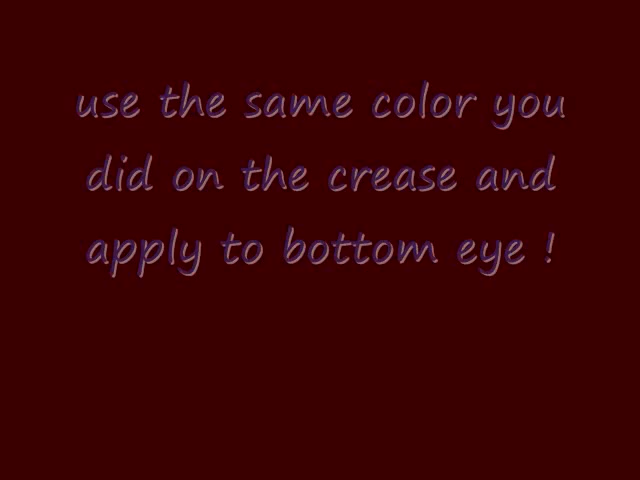 use the same color you
did on the crease and
apply to bottom eye !